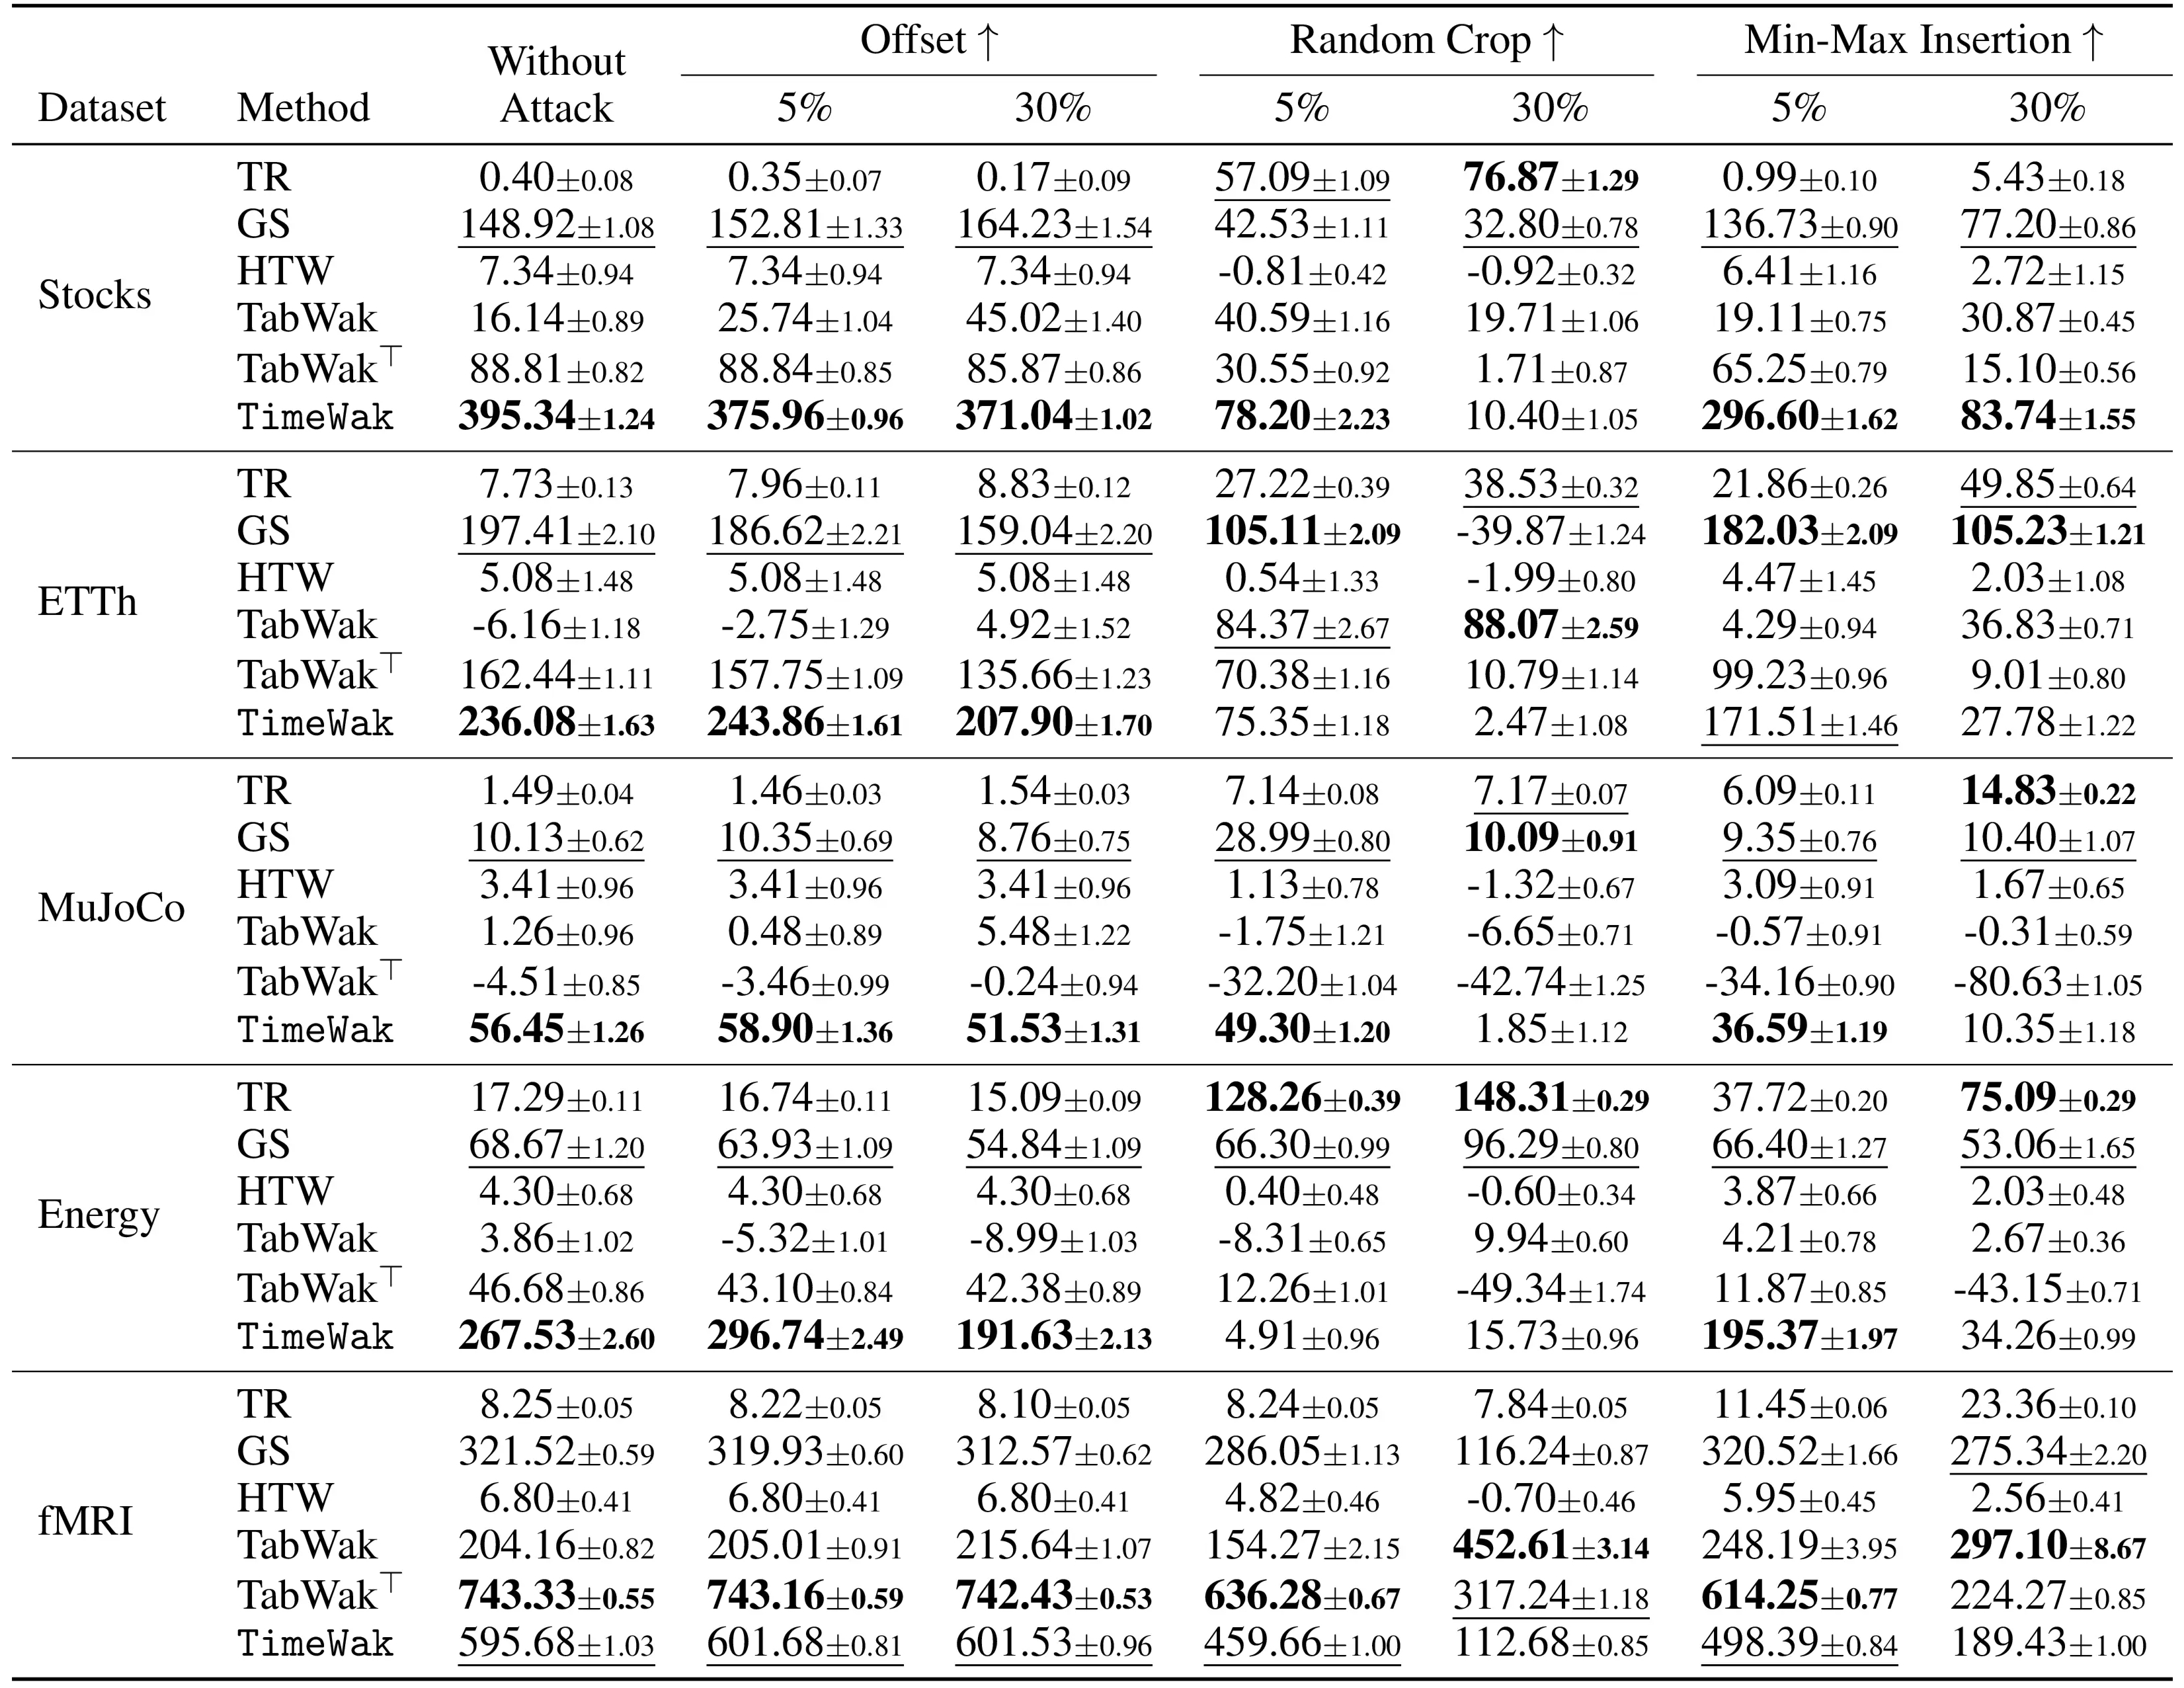 Dataset Method Without Attack Offset ↑ Random Crop ↑ Min-Max Insertion ↑
5% 30% 5% 30% 5% 30%
Stocks
TR 0.40±0.08 0.35±0.07 0.17±0.09 57.09±1.09 76.87±1.29 0.99±0.10 5.43±0.18
GS 148.92±1.08 152.81±1.33 164.23±1.54 42.53±1.11 32.80±0.78 136.73±0.90 77.20±0.86
HTW 7.34±0.94 7.34±0.94 7.34±0.94 -0.81±0.42 -0.92±0.32 6.41±1.16 2.72±1.15
TabWak 16.14±0.89 25.74±1.04 45.02±1.40 40.59±1.16 19.71±1.06 19.11±0.75 30.87±0.45
TabWak⊤ 88.81±0.82 88.84±0.85 85.87±0.86 30.55±0.92 1.71±0.87 65.25±0.79 15.10±0.56
TimeWak 395.34±1.24 375.96±0.96 371.04±1.02 78.20±2.23 10.40±1.05 296.60±1.62 83.74±1.55
ETTh
TR 7.73±0.13 7.96±0.11 8.83±0.12 27.22±0.39 38.53±0.32 21.86±0.26 49.85±0.64
GS 197.41±2.10 186.62±2.21 159.04±2.20 105.11±2.09 -39.87±1.24 182.03±2.09 105.23±1.21
HTW 5.08±1.48 5.08±1.48 5.08±1.48 0.54±1.33 -1.99±0.80 4.47±1.45 2.03±1.08
TabWak -6.16±1.18 -2.75±1.29 4.92±1.52 84.37±2.67 88.07±2.59 4.29±0.94 36.83±0.71
TabWak⊤ 162.44±1.11 157.75±1.09 135.66±1.23 70.38±1.16 10.79±1.14 99.23±0.96 9.01±0.80
TimeWak 236.08±1.63 243.86±1.61 207.90±1.70 75.35±1.18 2.47±1.08 171.51±1.46 27.78±1.22
MuJoCo
TR 1.49±0.04 1.46±0.03 1.54±0.03 7.14±0.08 7.17±0.07 6.09±0.11 14.83±0.22
GS 10.13±0.62 10.35±0.69 8.76±0.75 28.99±0.80 10.09±0.91 9.35±0.76 10.40±1.07
HTW 3.41±0.96 3.41±0.96 3.41±0.96 1.13±0.78 -1.32±0.67 3.09±0.91 1.67±0.65
TabWak 1.26±0.96 0.48±0.89 5.48±1.22 -1.75±1.21 -6.65±0.71 -0.57±0.91 -0.31±0.59
TabWak⊤ -4.51±0.85 -3.46±0.99 -0.24±0.94 -32.20±1.04 -42.74±1.25 -34.16±0.90 -80.63±1.05
TimeWak 56.45±1.26 58.90±1.36 51.53±1.31 49.30±1.20 1.85±1.12 36.59±1.19 10.35±1.18
Energy
TR 17.29±0.11 16.74±0.11 15.09±0.09 128.26±0.39 148.31±0.29 37.72±0.20 75.09±0.29
GS 68.67±1.20 63.93±1.09 54.84±1.09 66.30±0.99 96.29±0.80 66.40±1.27 53.06±1.65
HTW 4.30±0.68 4.30±0.68 4.30±0.68 0.40±0.48 -0.60±0.34 3.87±0.66 2.03±0.48
TabWak 3.86±1.02 -5.32±1.01 -8.99±1.03 -8.31±0.65 9.94±0.60 4.21±0.78 2.67±0.36
TabWak⊤ 46.68±0.86 43.10±0.84 42.38±0.89 12.26±1.01 -49.34±1.74 11.87±0.85 -43.15±0.71
TimeWak 267.53±2.60 296.74±2.49 191.63±2.13 4.91±0.96 15.73±0.96 195.37±1.97 34.26±0.99
fMRI
TR 8.25±0.05 8.22±0.05 8.10±0.05 8.24±0.05 7.84±0.05 11.45±0.06 23.36±0.10
GS 321.52±0.59 319.93±0.60 312.57±0.62 286.05±1.13 116.24±0.87 320.52±1.66 275.34±2.20
HTW 6.80±0.41 6.80±0.41 6.80±0.41 4.82±0.46 -0.70±0.46 5.95±0.45 2.56±0.41
TabWak 204.16±0.82 205.01±0.91 215.64±1.07 154.27±2.15 452.61±3.14 248.19±3.95 297.10±8.67
TabWak⊤ 743.33±0.55 743.16±0.59 742.43±0.53 636.28±0.67 317.24±1.18 614.25±0.77 224.27±0.85
TimeWak 595.68±1.03 601.68±0.81 601.53±0.96 459.66±1.00 112.68±0.85 498.39±0.84 189.43±1.00